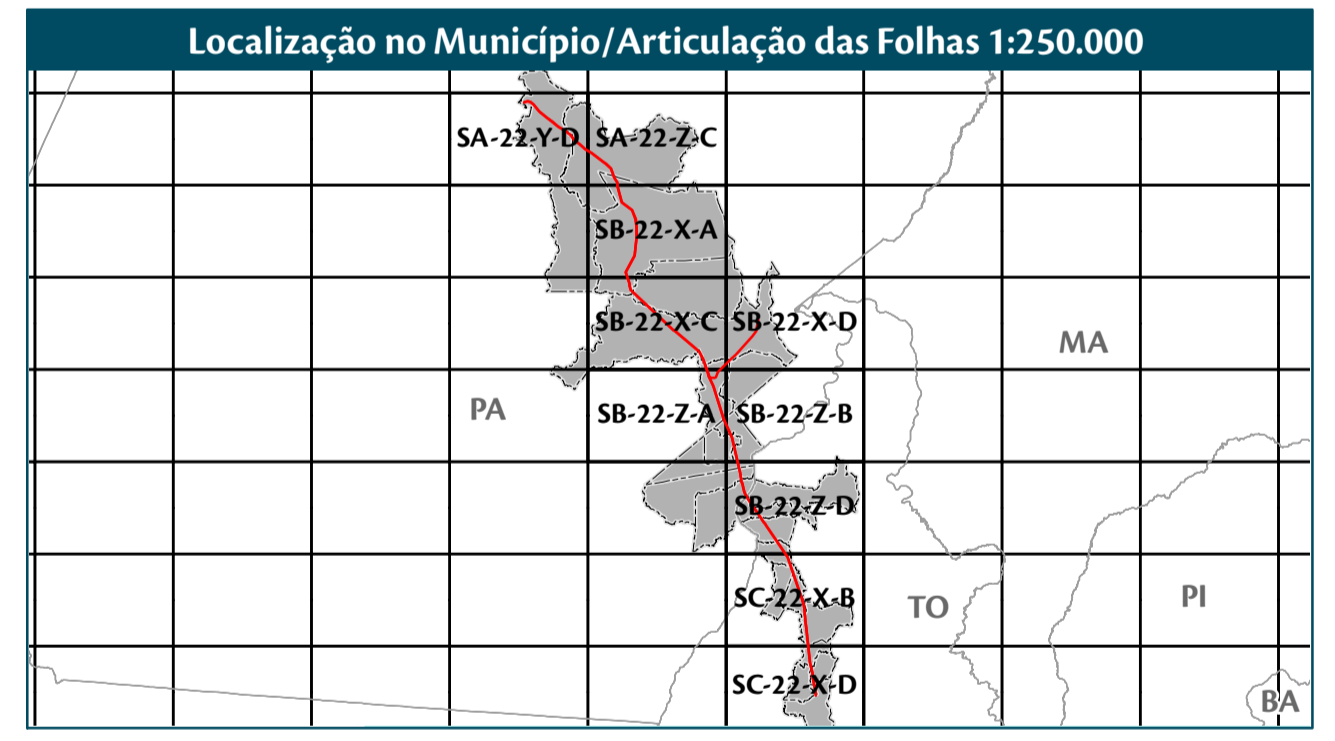 Localização no Município/Articulação das Folhas 1:250.000
SA-22-Y-D
SA-22-Z-C
SB-22-X-A
SB-22-X-C
SB-22-X-D
MA
PA
SB-22-Z-A
SB-22-Z-B
SB-22-Z-D
SC-22-X-B
TO
PI
SC-22-X-D
BA